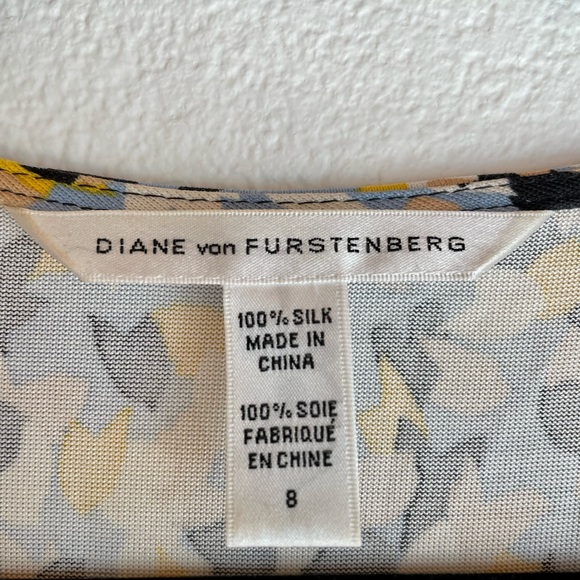 DIANE von FURSTENBERG
100% SILK
MADE IN
CHINA
100% SOIE
FABRIQUÉ
EN CHINE
8